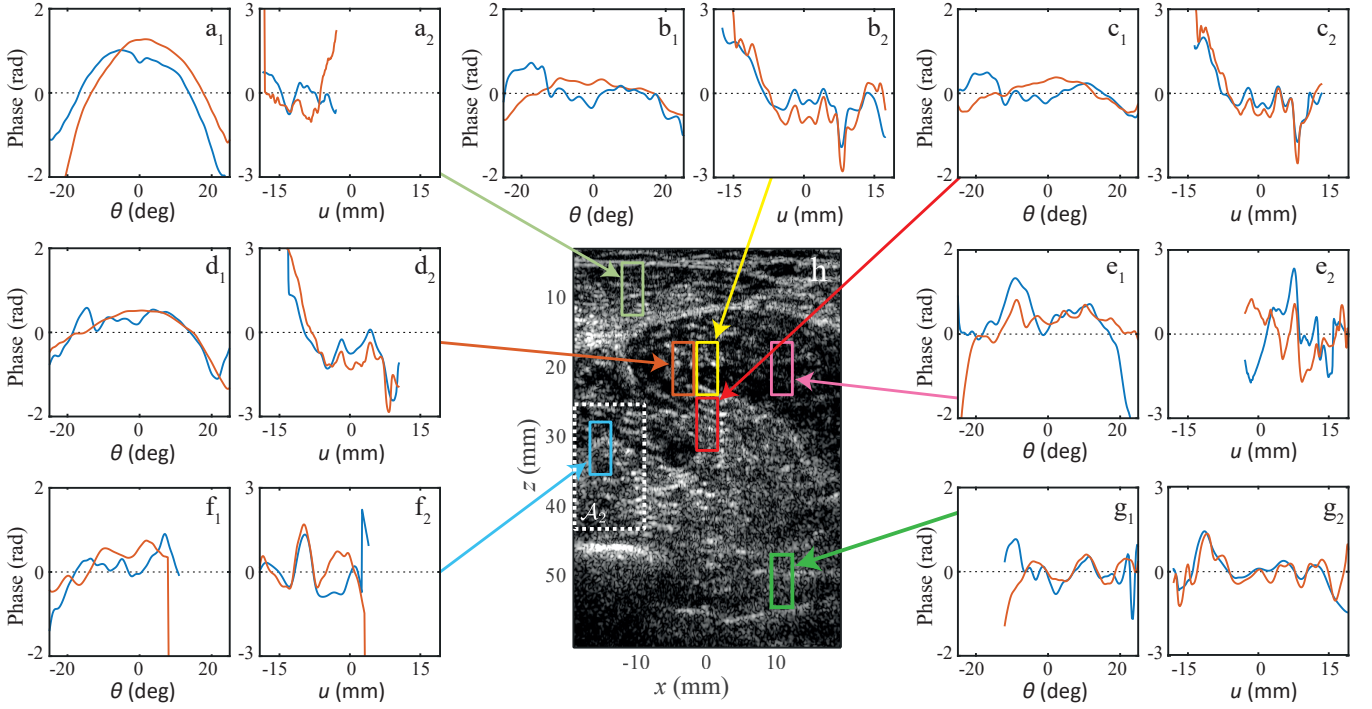 a1
2
0
-2
Phase (rad)
-20
0
20
θ (deg)
a2
3
0
-3
-15
0
15
u (mm)
b1
2
0
-2
Phase (rad)
-20
0
20
θ (deg)
b2
3
0
-3
-15
0
15
u (mm)
c1
2
0
-2
Phase (rad)
-20
0
20
θ (deg)
c2
3
0
-3
-15
0
15
u (mm)
d1
2
0
-2
Phase (rad)
-20
0
20
θ (deg)
d2
3
0
-3
-15
0
15
u (mm)
h
10
20
30
40
50
z (mm)
A2
-10
0
10
x (mm)
e1
2
0
-2
Phase (rad)
-20
0
20
θ (deg)
e2
3
0
-3
-15
0
15
u (mm)
f1
2
0
-2
Phase (rad)
-20
0
20
θ (deg)
f2
3
0
-3
-15
0
15
u (mm)
g1
2
0
-2
Phase (rad)
-20
0
20
θ (deg)
g2
3
0
-3
-15
0
15
u (mm)